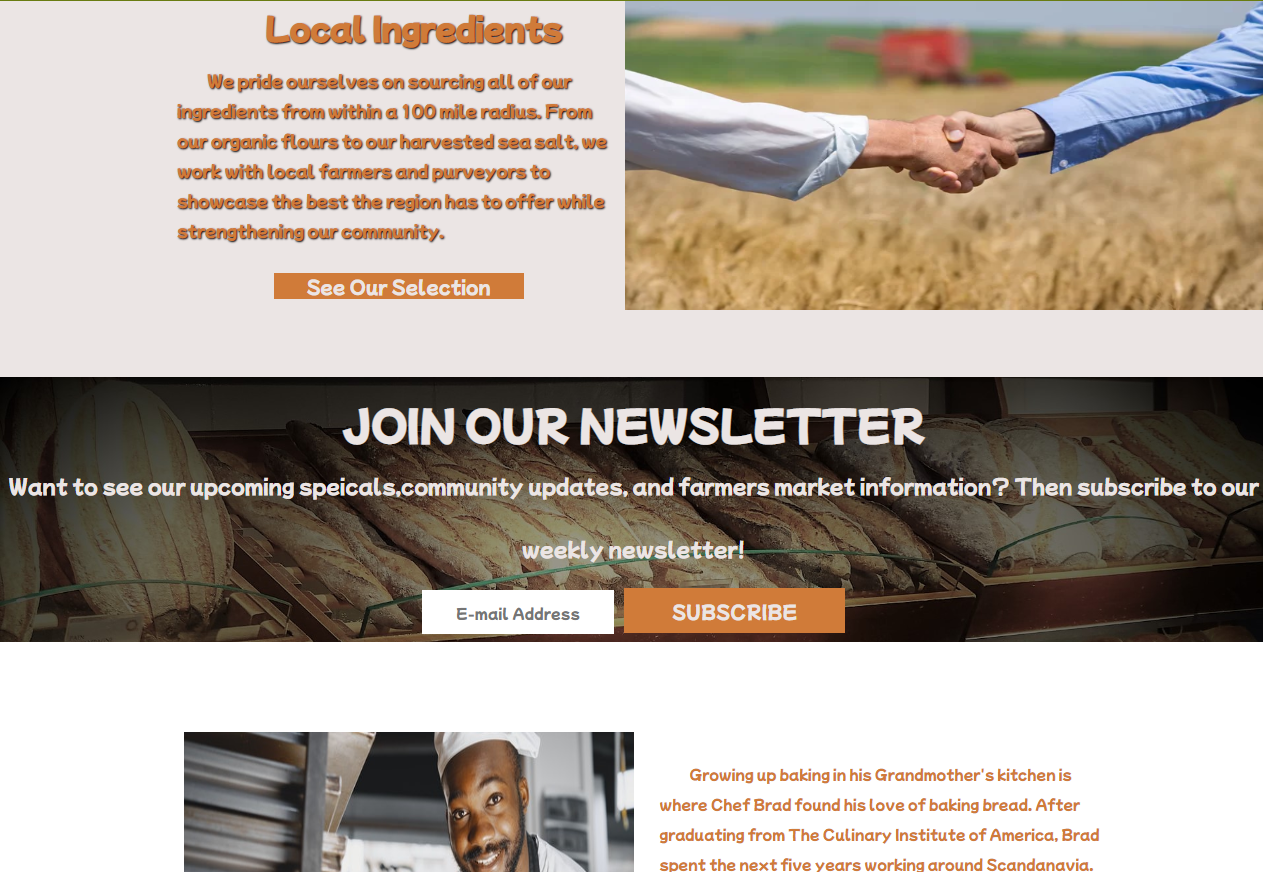 Local Ingredients
We pride ourselves on sourcing all of our
ingredients from within a 100 mile radius. From
our organic flours to our harvested sea salt, we
work with local farmers and purveyors to
showcase the best the region has to offer while
strengthening our community.
See Our Selection
JOIN OUR NEWSLETTER
Want to see our upcoming speicals,community updates, and farmers market information? Then subscribe to our
weekly newsletter!
E-mail Address
SUBSCRIBE
Growing up baking in his Grandmother's kitchen is
where Chef Brad found his love of baking bread. After
graduating from The Culinary Institute of America, Brad
spent the next five years working around Scandanavia.